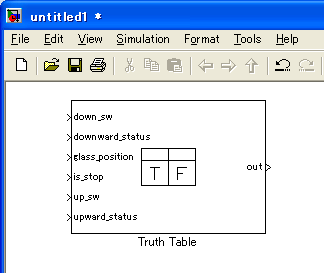 untitled1 *
File Edit View Simulation Format Tools Help
down_sw
downward_status
glass_position
is_stop
up_sw
upward_status
T F
out
Truth Table